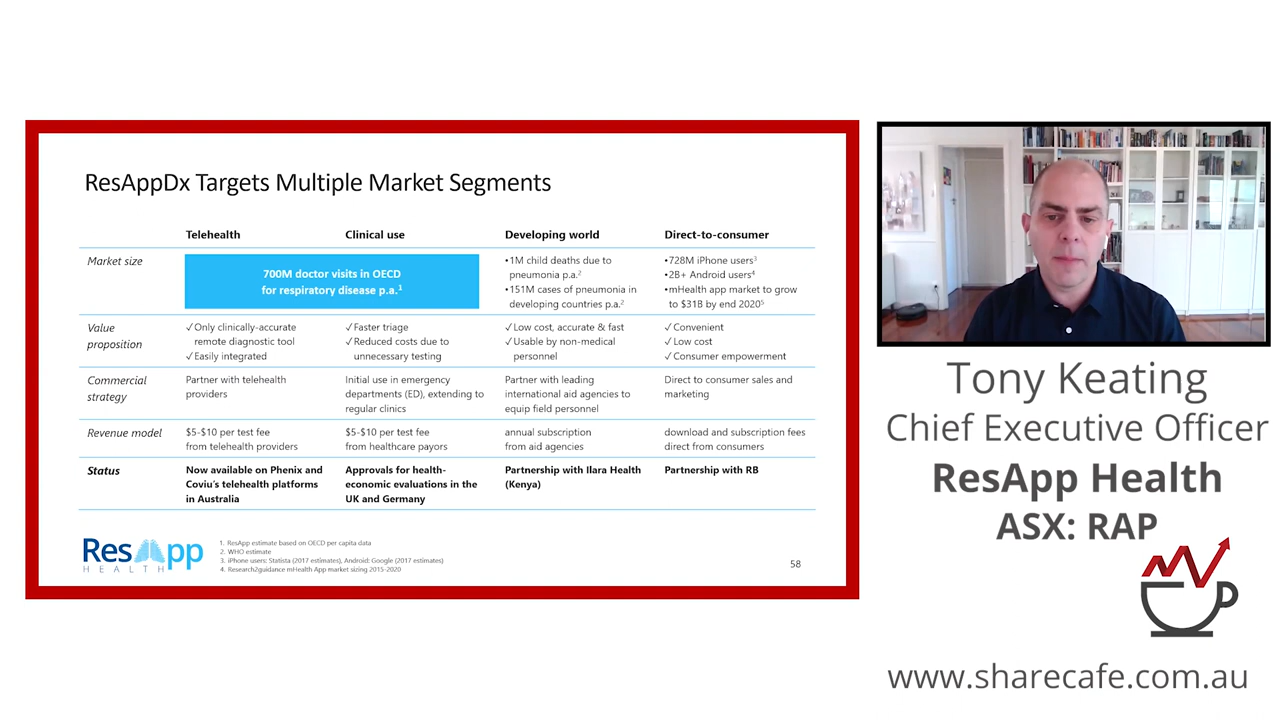 ResAppDx Targets Multiple Market Segments
Telehealth Clinical use Developing world Direct-to-consumer
Market size
700M doctor visits in OECD
for respiratory disease p.a.1
•1M child deaths due to
pneumonia p.a.2
•151M cases of pneumonia in
developing countries p.a.2
•728M iPhone users3
•2B+ Android users4
•mHealth app market to grow
to $31B by end 20205
Value
proposition
✓Only clinically-accurate
remote diagnostic tool
✓Easily integrated
✓Faster triage
✓Reduced costs due to
unnecessary testing
✓Low cost, accurate & fast
✓Usable by non-medical
personnel
✓Convenient
✓Low cost
✓Consumer empowerment
Commercial
strategy
Partner with telehealth
providers
Initial use in emergency
departments (ED), extending to
regular clinics
Partner with leading
international aid agencies to
equip field personnel
Direct to consumer sales and
marketing
Revenue model
$5-$10 per test fee
from telehealth providers
$5-$10 per test fee
from healthcare payors
annual subscription
from aid agencies
download and subscription fees
direct from consumers
Status
Now available on Phenix and
Coviu's telehealth platforms
in Australia
Approvals for health-
economic evaluations in the
UK and Germany
Partnership with Ilara Health
(Kenya)
Partnership with RB
ResApp
HEALTH
1. ResApp estimate based on OECD per capita data
2. WHO estimate
3. iPhone users: Statista (2017 estimates), Android: Google (2017 estimates)
4. Research2guidance mHealth App market sizing 2015-2020
58
Tony Keating
Chief Executive Officer
ResApp Health
ASX: RAP
www.sharecafe.com.au